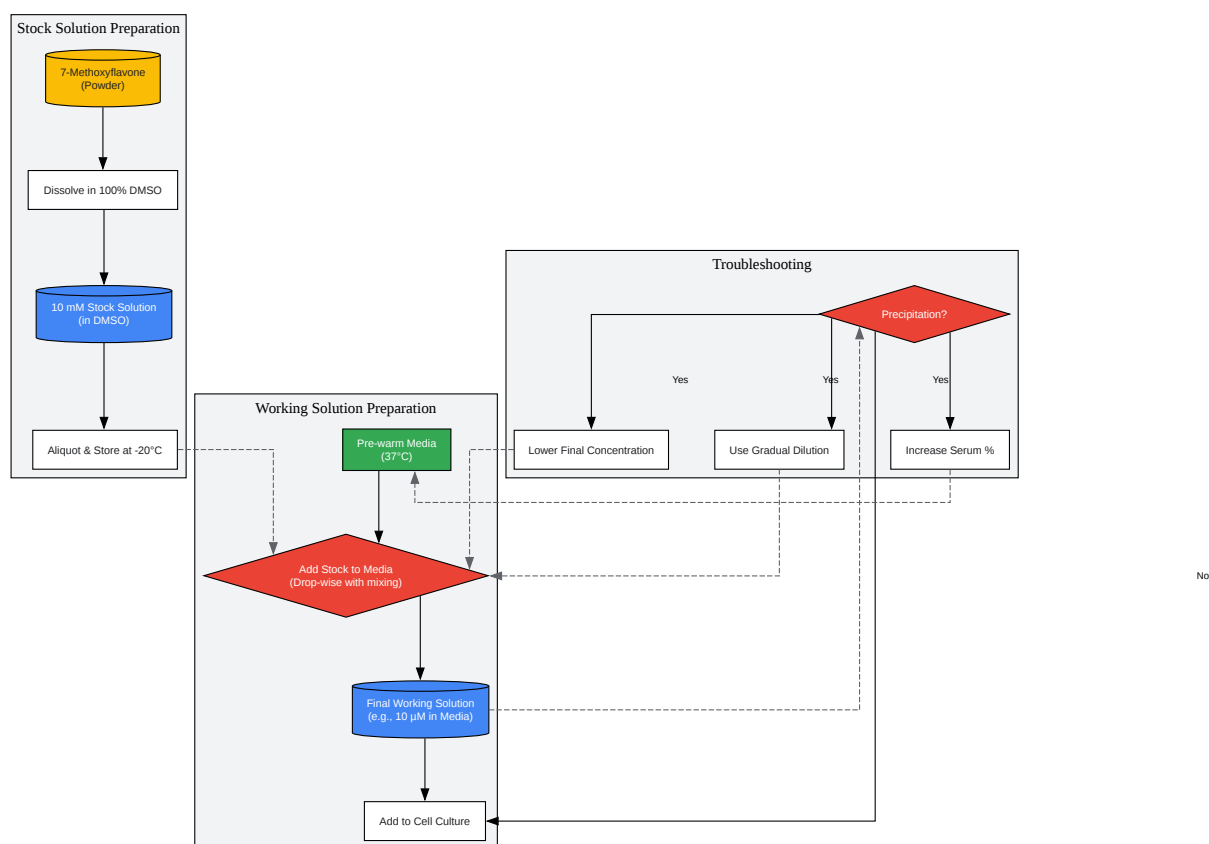 Stock Solution Preparation
7-Methoxyflavone
(Powder)
Dissolve in 100% DMSO
10 mM Stock Solution
(in DMSO)
Aliquot & Store at -20°C
Working Solution Preparation
Pre-warm Media
(37°C)
Add Stock to Media
(Drop-wise with mixing)
Final Working Solution
(e.g., 10 µM in Media)
Add to Cell Culture
Troubleshooting
Precipitation?
Yes
Yes
Yes
Lower Final Concentration
Use Gradual Dilution
Increase Serum %
No